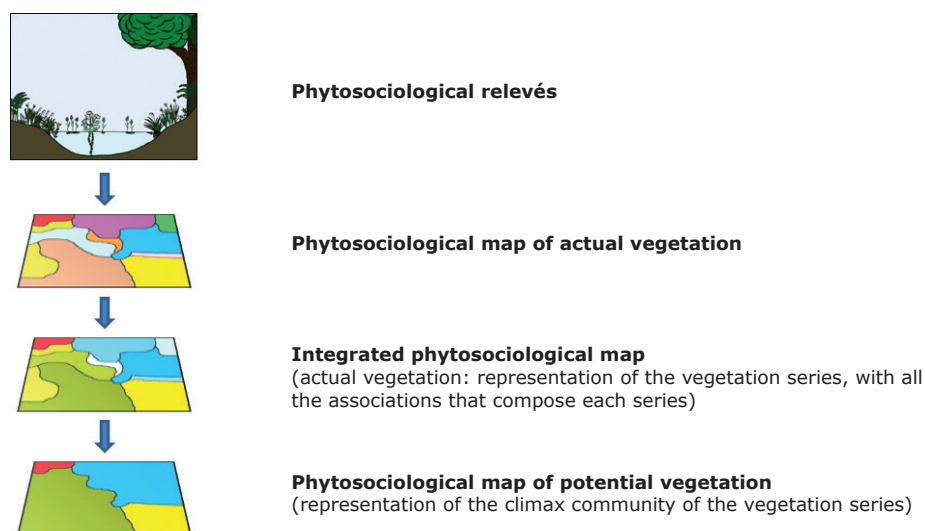 Phytosociological relevés
Phytosociological map of actual vegetation
Integrated phytosociological map
(actual vegetation: representation of the vegetation series, with all
the associations that compose each series)
Phytosociological map of potential vegetation
(representation of the climax community of the vegetation series)